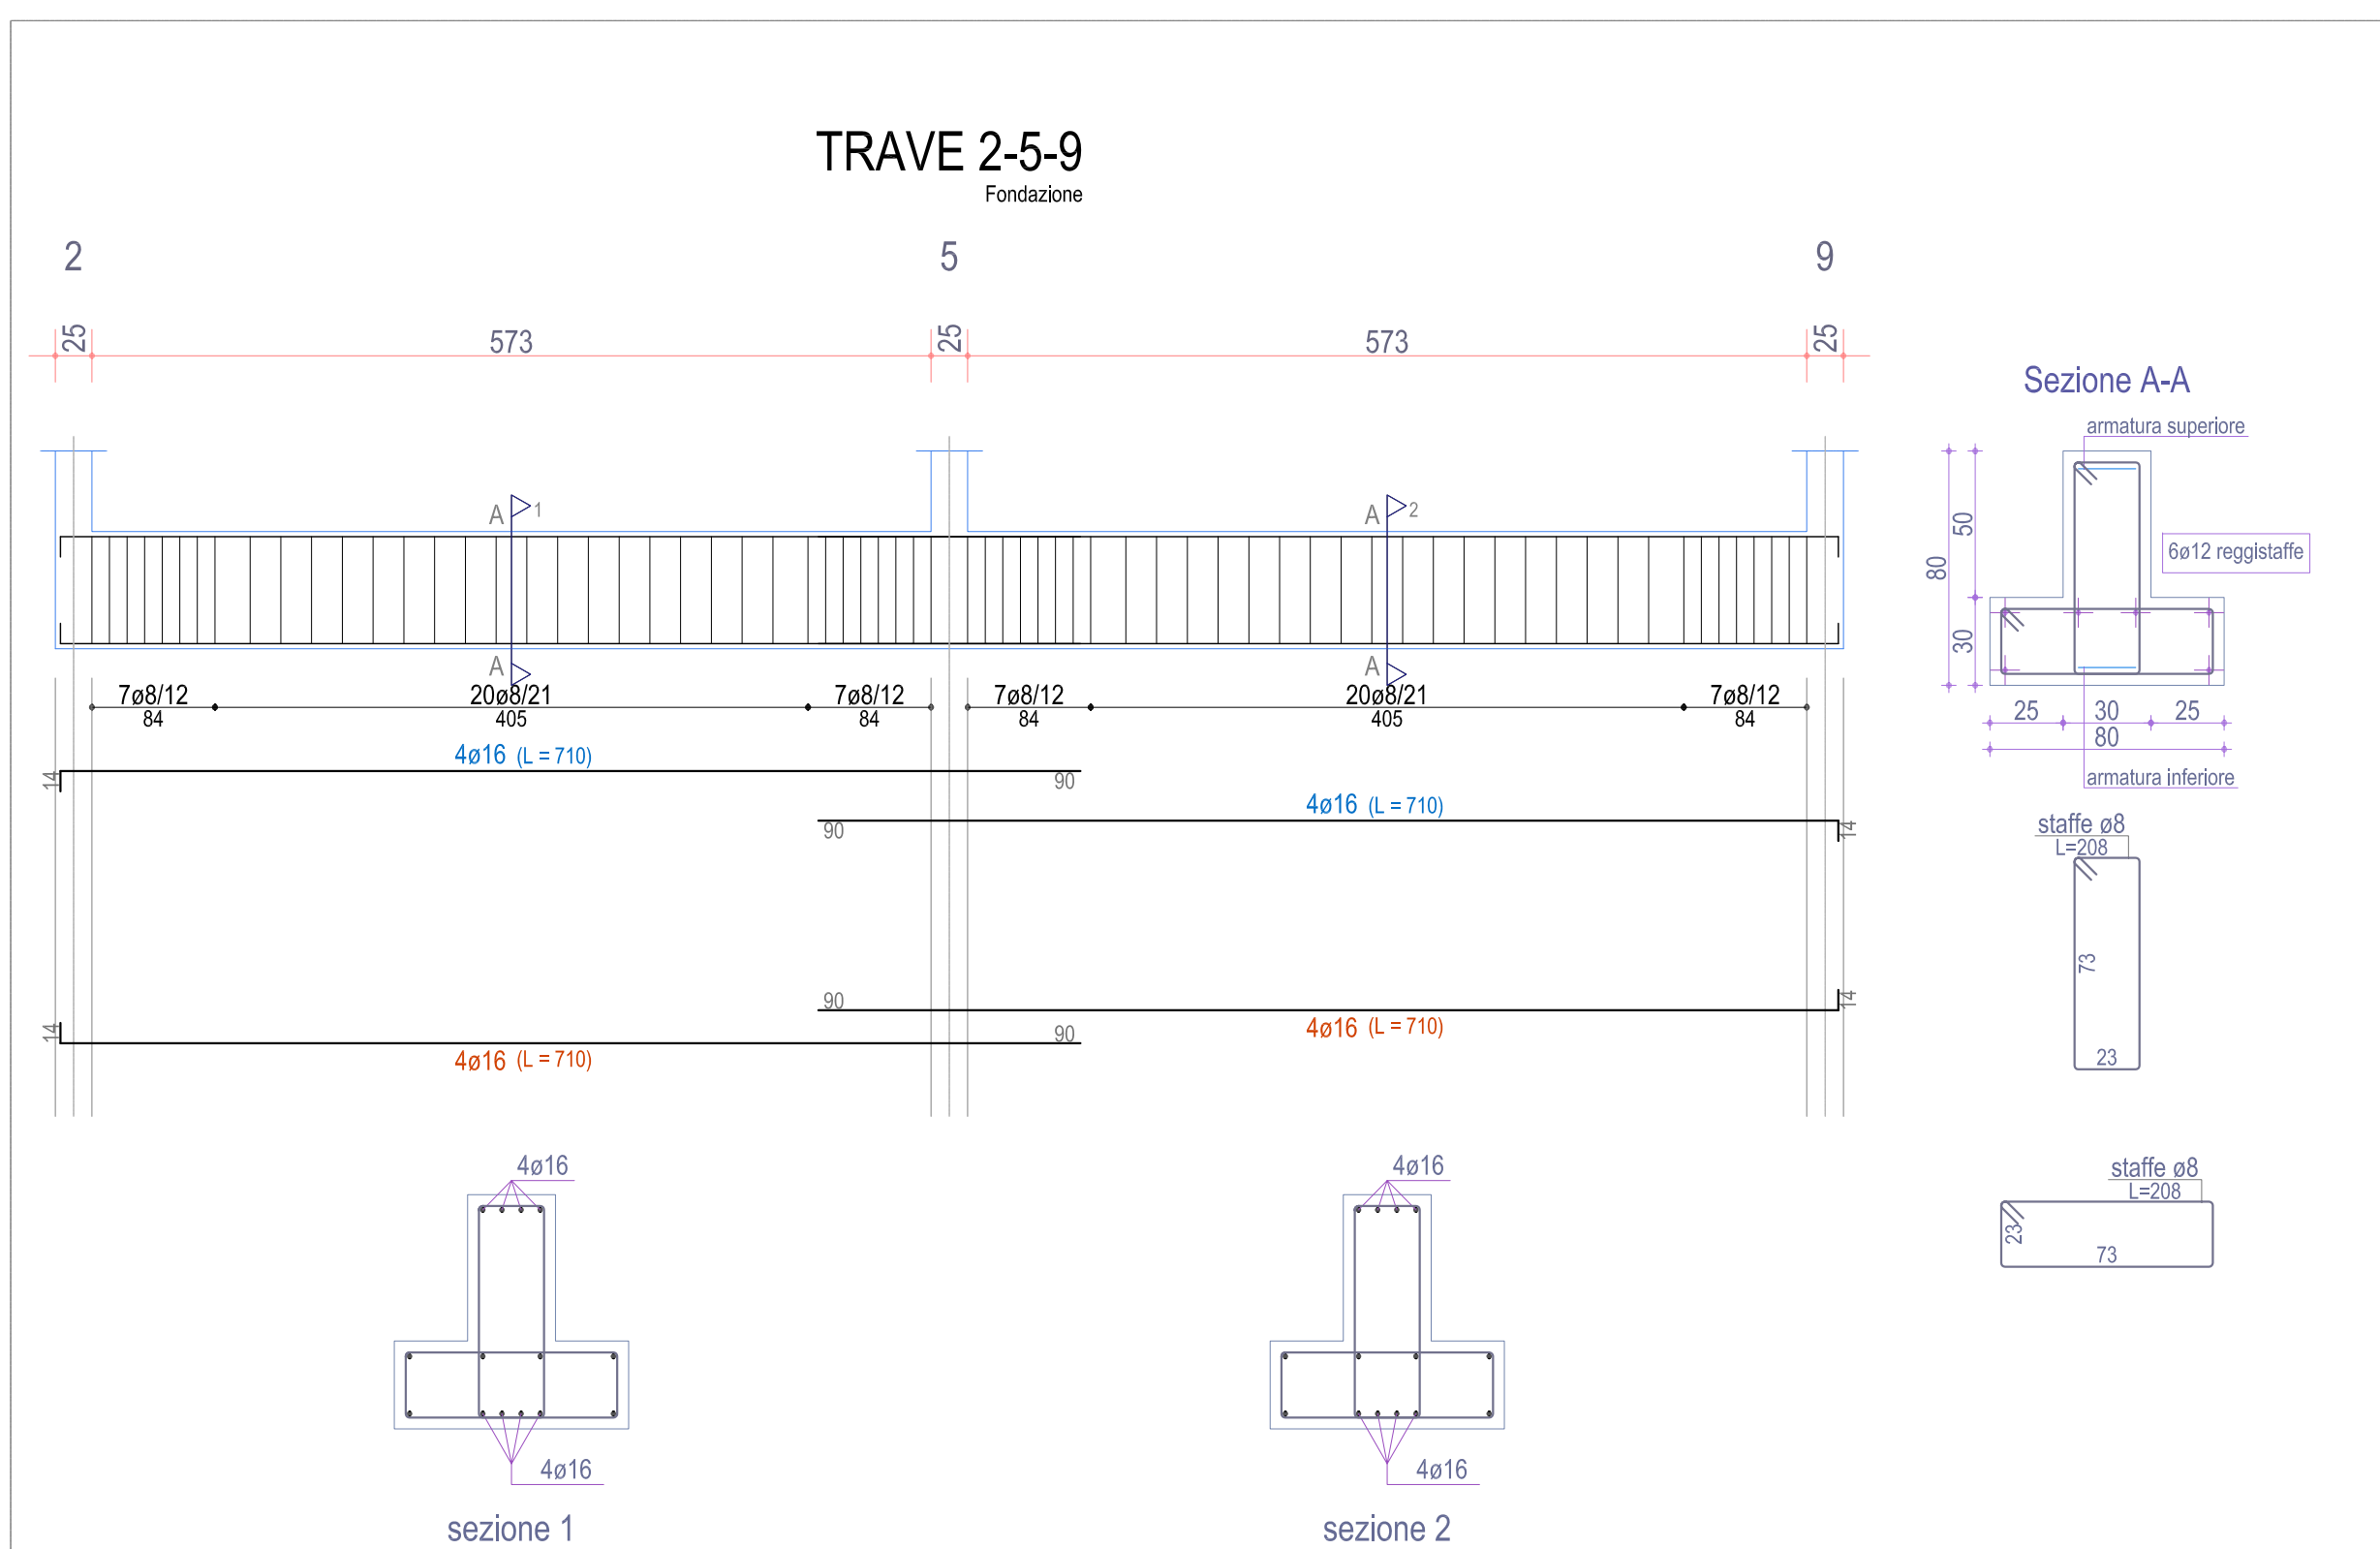 TRAVE 2-5-9
Fondazione
2 5 9
25 573 25 573 25
A 1 A 2
A A
7ø8/12 20ø8/21 7ø8/12 7ø8/12 20ø8/21 7ø8/12
84 405 84 84 405 84
4ø16 (L = 710)
14 90
4ø16 (L = 710)
90 14
90 14
4ø16 (L = 710)
14 90
4ø16 (L = 710)
Sezione A-A
armatura superiore
80 50 30
6ø12 reggistaffe
25 30 25
80
armatura inferiore
staffe ø8
L=208
73
23
staffe ø8
L=208
23
73
4ø16
4ø16
sezione 1
4ø16
4ø16
sezione 2